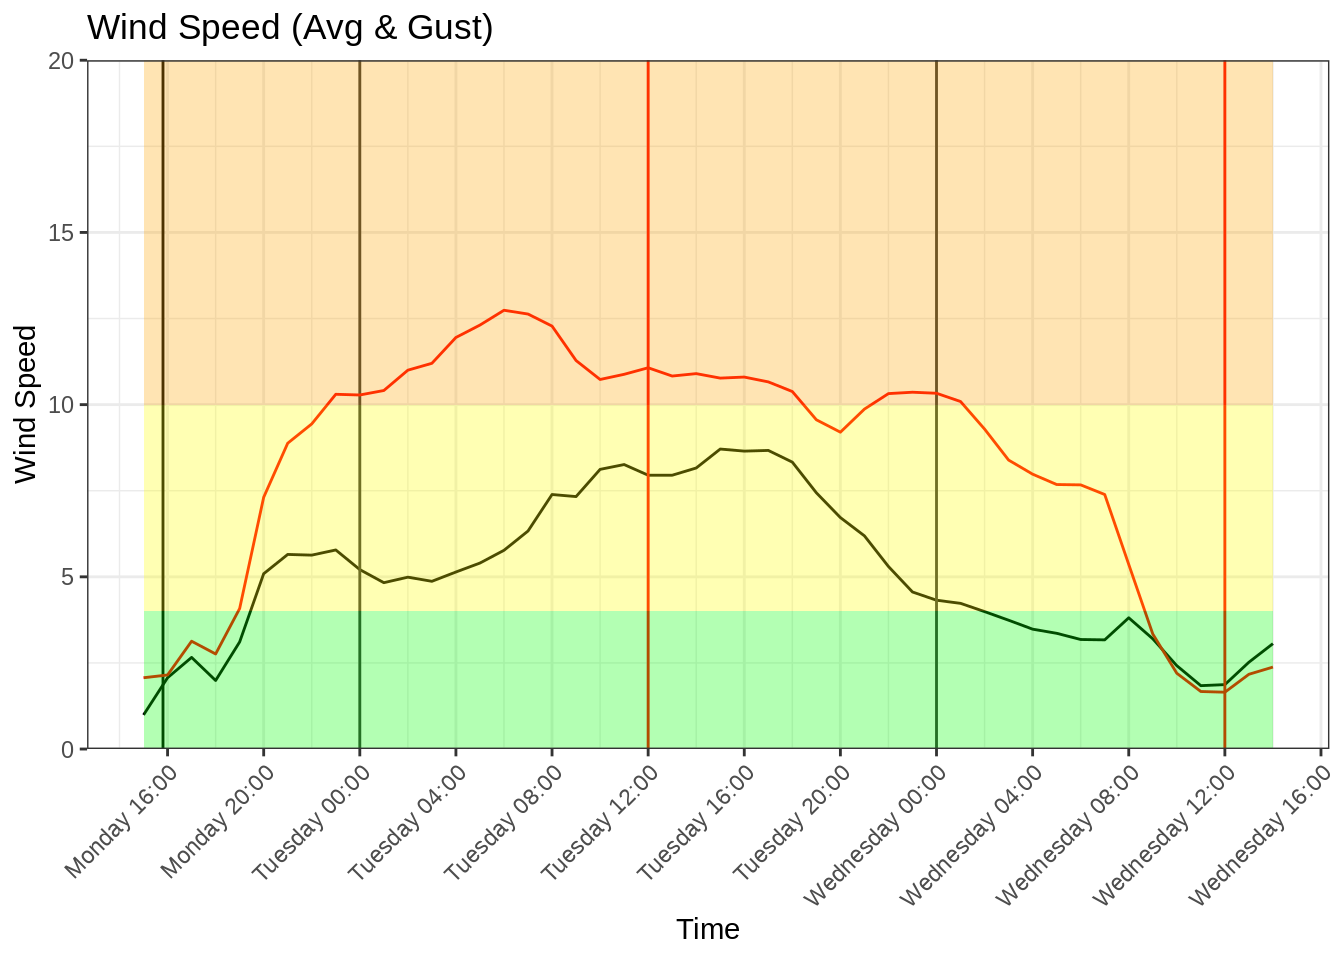 Wind Speed (Avg & Gust)
20
15
10
5
0
Wind Speed
Monday 16:00
Monday 20:00
Tuesday 00:00
Tuesday 04:00
Tuesday 08:00
Tuesday 12:00
Tuesday 16:00
Tuesday 20:00
Wednesday 00:00
Wednesday 04:00
Wednesday 08:00
Wednesday 12:00
Wednesday 16:00
Time